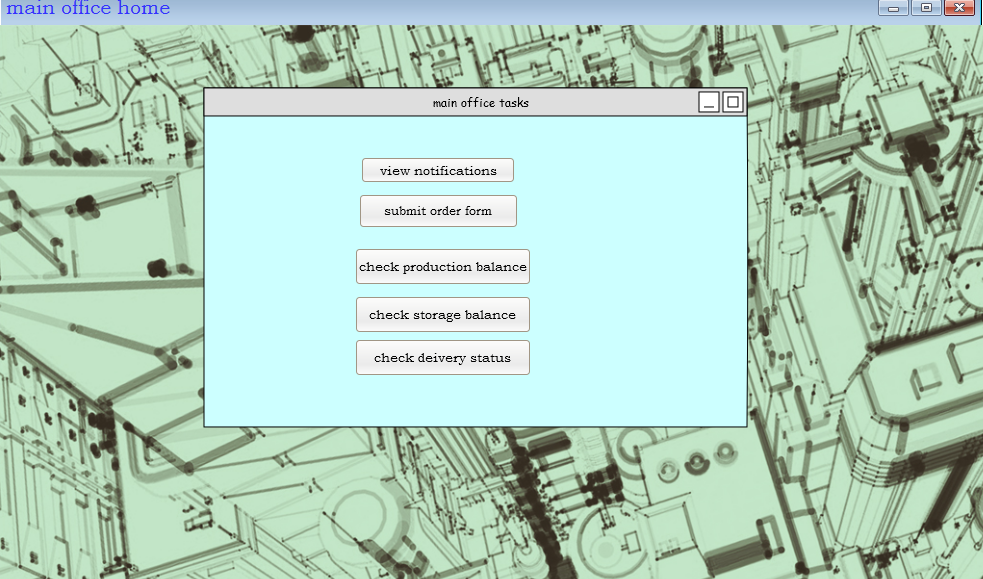 main office home
main office tasks
view notifications
submit order form
check production balance
check storage balance
check deivery status